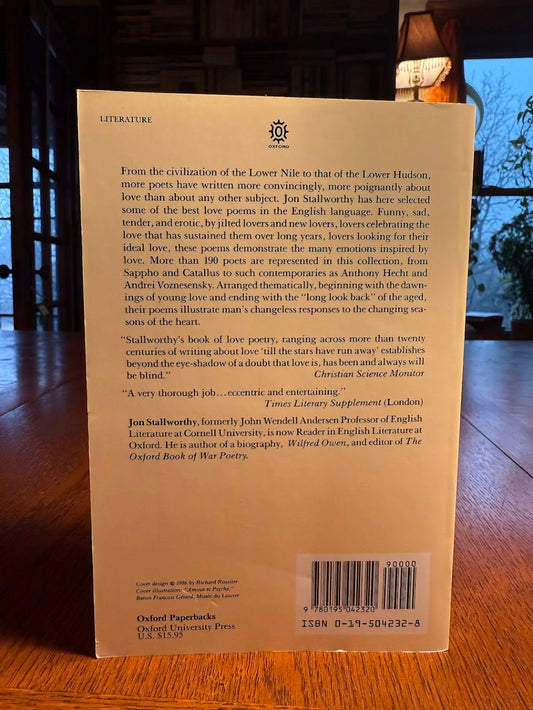 LITERATURE
OXFORD
From the civilization of the Lower Nile to that of the Lower Hudson,
more poets have written more convincingly, more poignantly about
love than about any other subject. Jon Stallworthy has here selected
some of the best love poems in the English language. Funny, sad,
tender, and erotic, by jilted lovers and new lovers, lovers celebrating the
love that has sustained them over long years, lovers looking for their
ideal love, these poems demonstrate the many emotions inspired by
love. More than 190 poets are represented in this collection, from
Sappho and Catallus to such contemporaries as Anthony Hecht and
Andrei Voznesensky. Arranged thematically, beginning with the dawn-
ings of young love and ending with the "long look back" of the aged,
their poems illustrate man's changeless responses to the changing sea-
sons of the heart.
"Stallworthy's book of love poetry, ranging across more than twenty
centuries of writing about love 'till the stars have run away' establishes
beyond the eye-shadow of a doubt that love is, has been and always will
be blind." Christian Science Monitor
"A very thorough job...eccentric and entertaining."
Times Literary Supplement (London)
Jon Stallworthy, formerly John Wendell Andersen Professor of English
Literature at Cornell University, is now Reader in English Literature at
Oxford. He is author of a biography, Wilfred Owen, and editor of The
Oxford Book of War Poetry.
Cover design © 1986 by Richard Rossiter
Cover illustration: "Amour et Psyché,"
Baron Francois Gérard, Musée du Louvre
Oxford Paperbacks
Oxford University Press
U.S. $15.95
90000
9 780195 042320
ISBN 0-19-504232-8